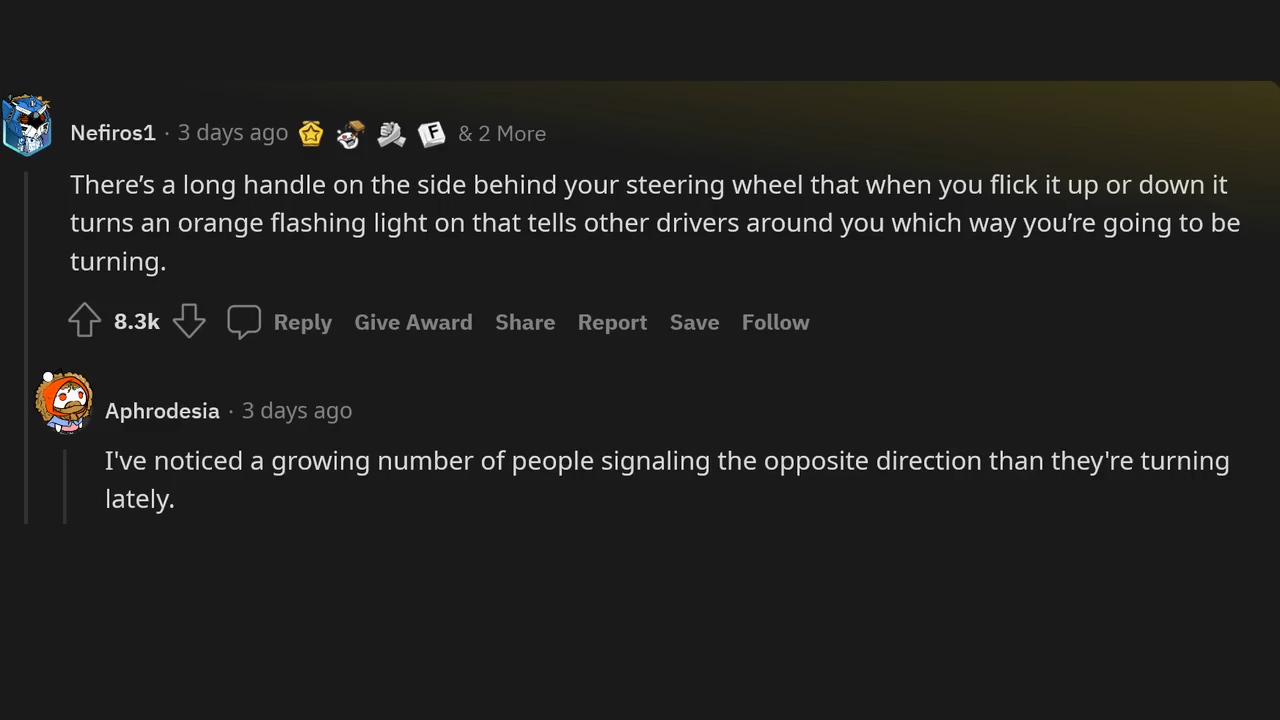 Nefiros1 · 3 days ago F & 2 More
There’s a long handle on the side behind your steering wheel that when you flick it up or down it
turns an orange flashing light on that tells other drivers around you which way you’re going to be
turning.
8.3k Reply Give Award Share Report Save Follow
Aphrodesia · 3 days ago
I've noticed a growing number of people signaling the opposite direction than they're turning
lately.